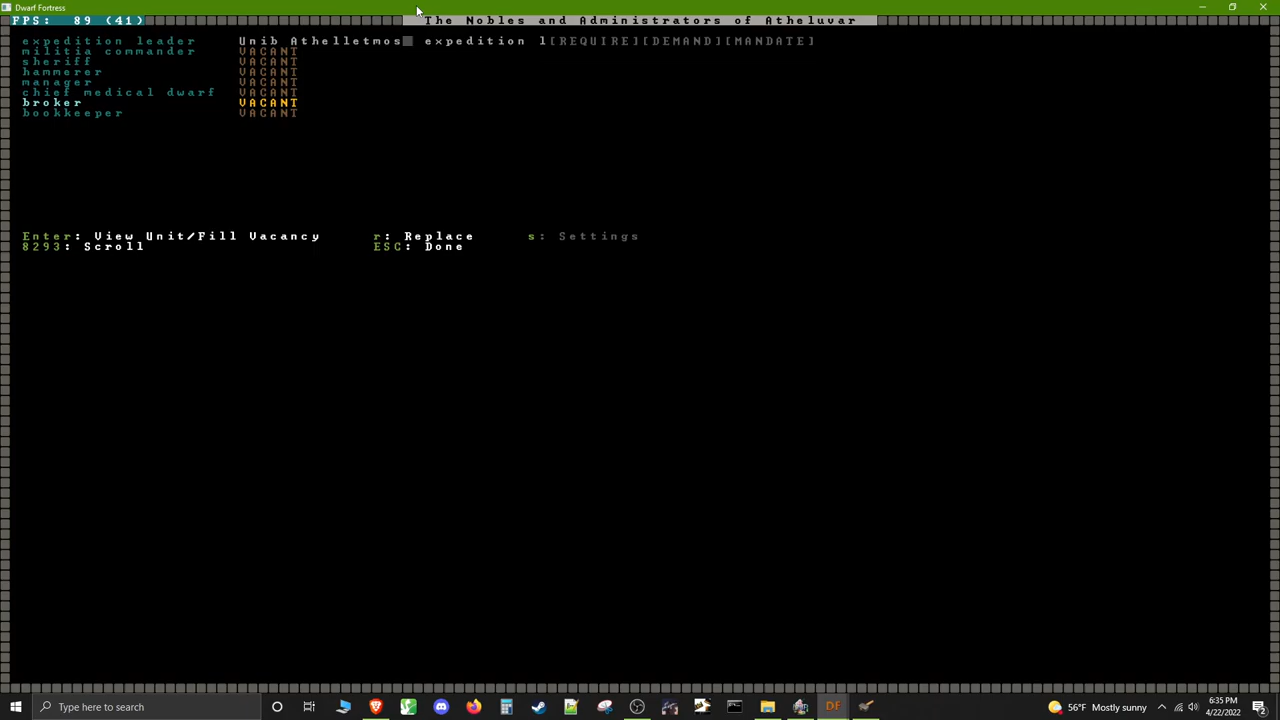 Dwarf Fortress
FPS: 89 (41)
The Nobles and Administrators of Atheluvar
expedition leader Unib Athelletmos expedition l[REQUIRE][DEMAND][MANDATE]
militia commander VACANT
sheriff VACANT
hammerer VACANT
manager VACANT
chief medical dwarf VACANT
broker VACANT
bookkeeper VACANT
Enter: View Unit/Fill Vacancy r: Replace s: Settings
8293: Scroll ESC: Done
Type here to search
DF
56°F Mostly sunny
6:35 PM
4/22/2022